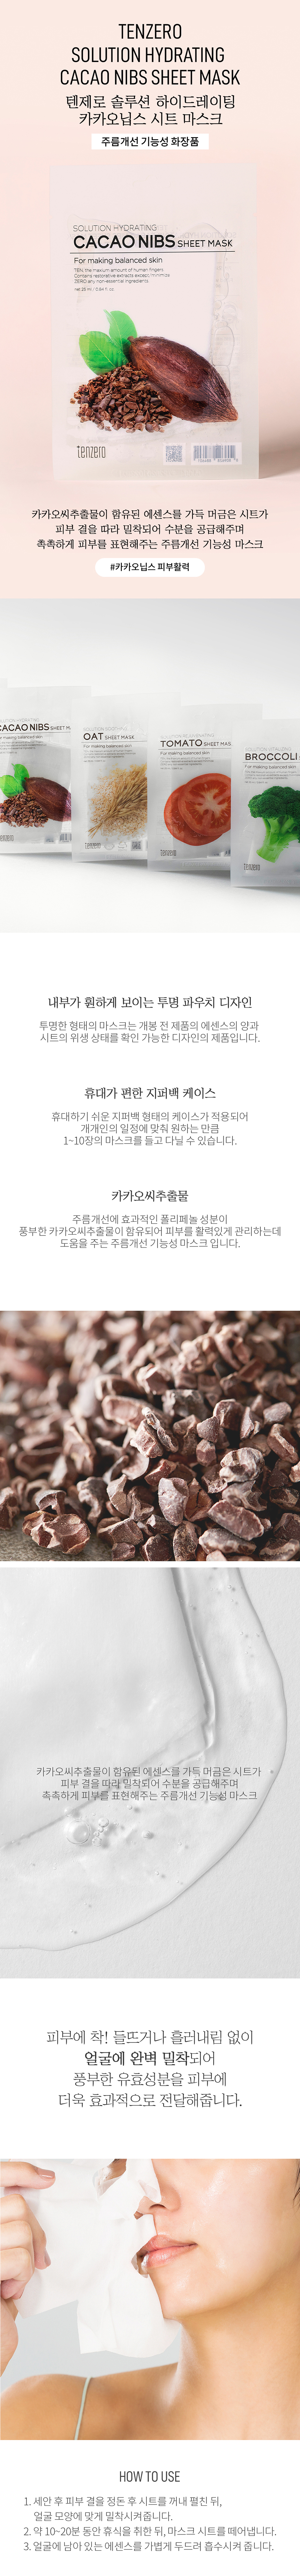 TENZERO
SOLUTION HYDRATING
CACAO NIBS SHEET MASK
텐제로 솔루션 하이드레이팅
카카오닙스 시트 마스크
주름개선 기능성 화장품
SOLUTION HYDRATING
CACAO NIBS SHEET MASK
For making balanced skin
TEN, the maxium amount of human fingers
Contains restorative extracts exceptminimids
ZERO any non-essential ingredients
net 25 ml / 0.84 fl. oz.
tenzero
카카오씨추출물이 함유된 에센스를 가득 머금은 시트가
피부 결을 따라 밀착되어 수분을 공급해주며
촉촉하게 피부를 표현해주는 주름개선 기능성 마스크
#카카오닙스 피부활력
CACAO NIBS SHEET M
For making balanced skin
SOLUTION SOOTHING
OAT SHEET MASK
For making balanced skin
tenzero
TOMATO SHEET MAS
For making balanced skin
tenzero
BROCCOLI
For making balanced skin
tenzero
내부가 훤하게 보이는 투명 파우치 디자인
투명한 형태의 마스크는 개봉 전 제품의 에센스의 양과
시트의 위생 상태를 확인 가능한 디자인의 제품입니다.
휴대가 편한 지퍼백 케이스
휴대하기 쉬운 지퍼백 형태의 케이스가 적용되어
개개인의 일정에 맞춰 원하는 만큼
1~10장의 마스크를 들고 다닐 수 있습니다.
카카오씨추출물
주름개선에 효과적인 폴리페놀 성분이
풍부한 카카오씨추출물이 함유되어 피부를 활력있게 관리하는데
도움을 주는 주름개선 기능성 마스크 입니다.
카카오씨추출물이 함유된 에센스를 가득 머금은 시트가
피부 결을 따라 밀착되어 수분을 공급해주며
촉촉하게 피부를 표현해주는 주름개선 기능성 마스크
피부에 착! 들뜨거나 흘러내림 없이
얼굴에 완벽 밀착되어
풍부한 유효성분을 피부에
더욱 효과적으로 전달해줍니다.
HOW TO USE
1. 세안 후 피부 결을 정돈 후 시트를 꺼내 펼친 뒤,
얼굴 모양에 맞게 밀착시켜줍니다.
2. 약 10~20분 동안 휴식을 취한 뒤, 마스크 시트를 떼어냅니다.
3. 얼굴에 남아 있는 에센스를 가볍게 두드려 흡수시켜 줍니다.